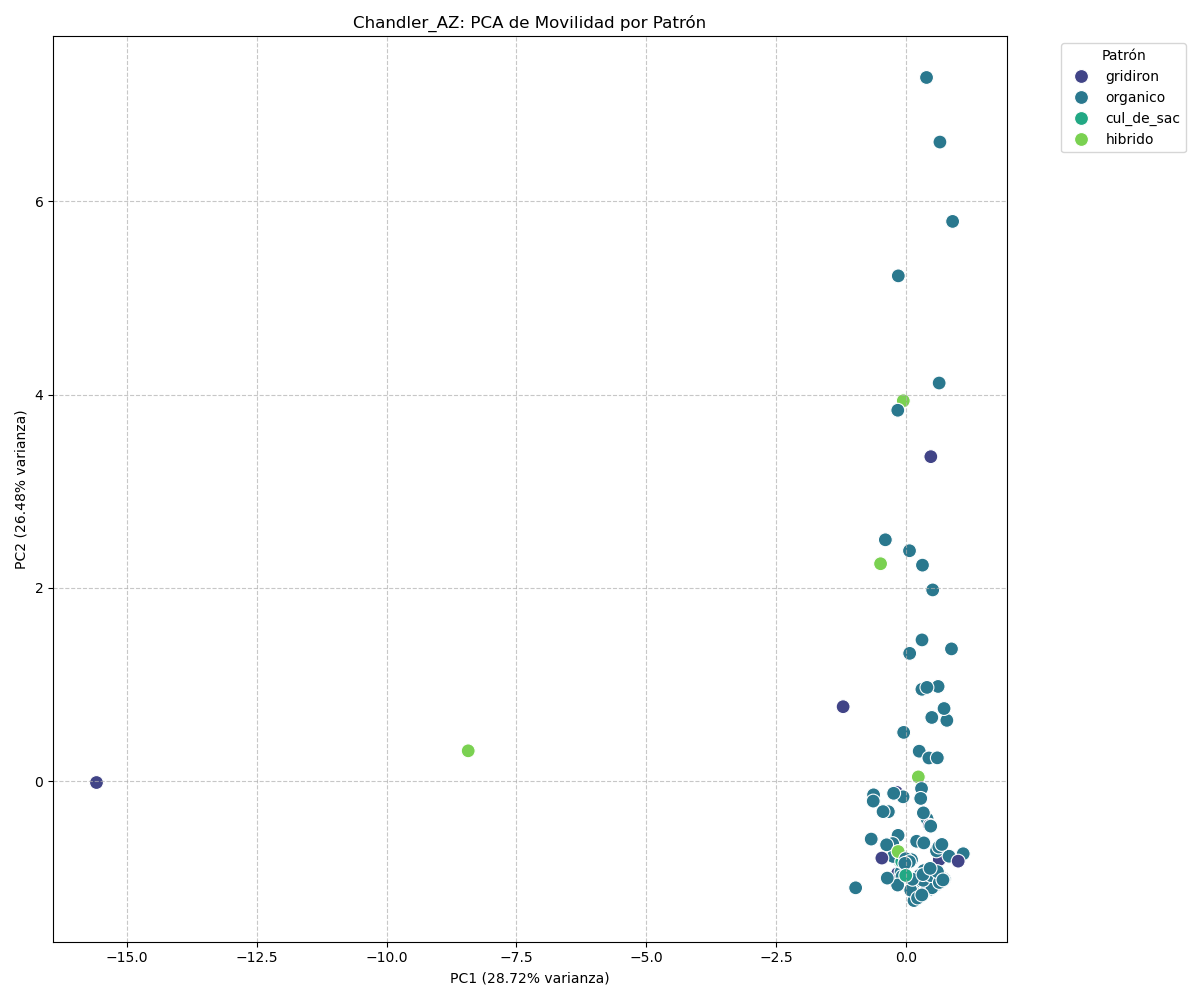 Chandler_AZ: PCA de Movilidad por Patrón
Patrón
gridiron
organico
cul_de_sac
hibrido
PC2 (26.48% varianza)
6
4
2
0
−15.0
−12.5
−10.0
−7.5
−5.0
−2.5
0.0
PC1 (28.72% varianza)